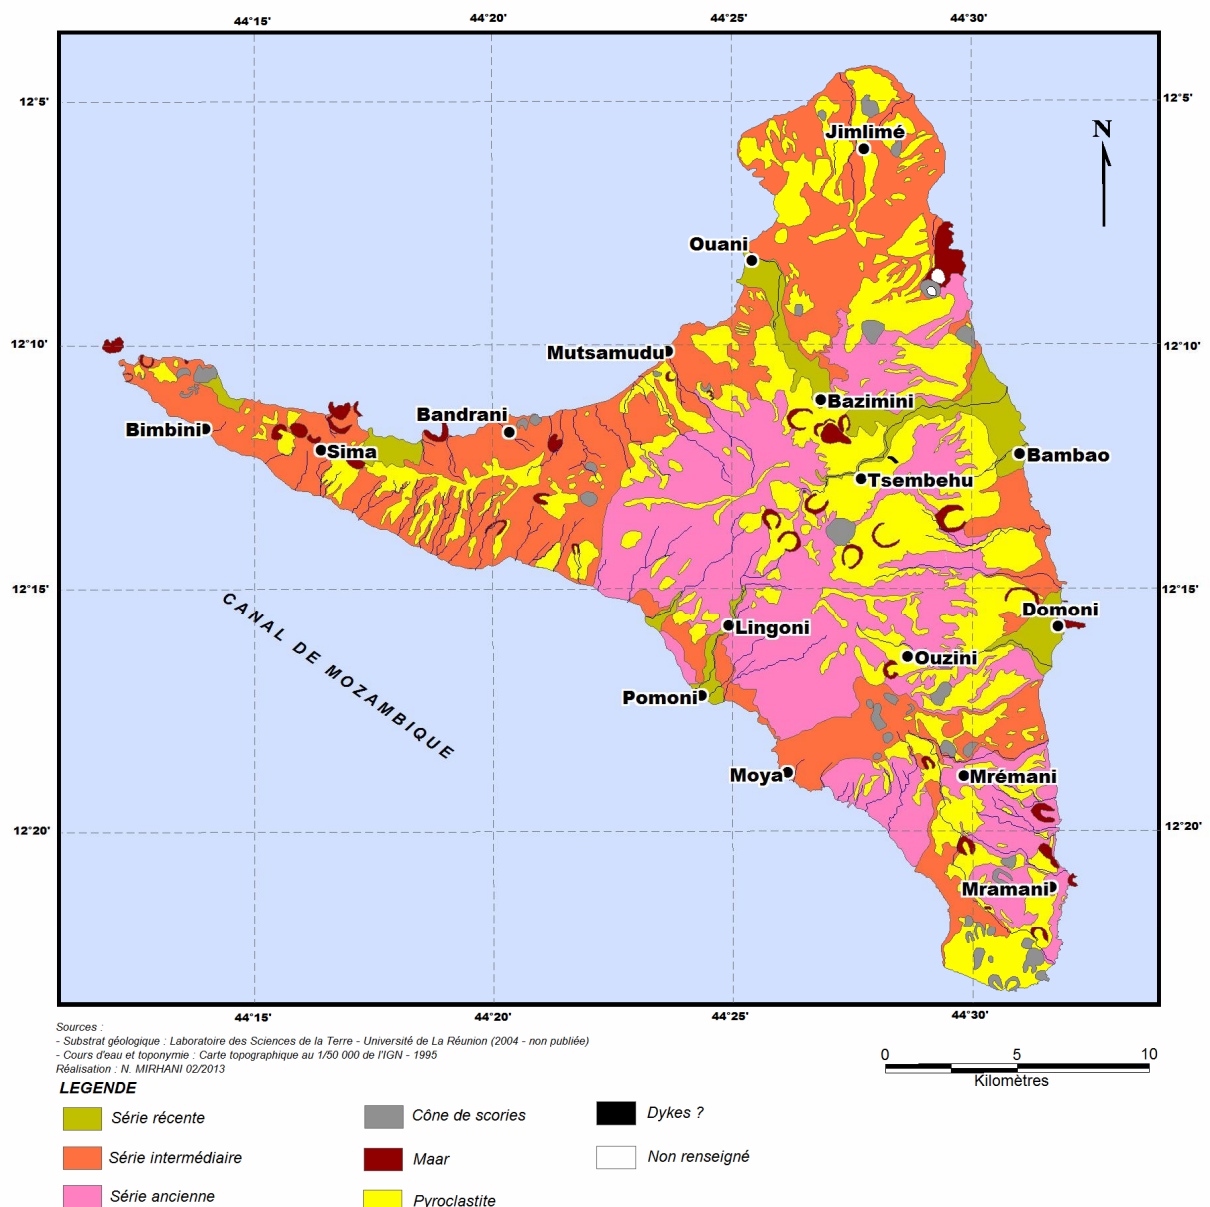 44°15' 44°20' 44°25' 44°30'
12°5' 12°5'
Jimlimé
N
Ouani
12°10' 12°10'
Mutsamudu
Bazimini
Bandrani
Bimbini
Sima
Bambao
Tsembehu
12°15' 12°15'
CANAL DE MOZAMBIQUE
Domoni
Lingoni
Ouzini
Pomoni
Moya
Mrémani
12°20' 12°20'
Mramani
44°15' 44°20' 44°25' 44°30'
Sources :
- Substrat géologique : Laboratoire des Sciences de la Terre - Université de La Réunion (2004 - non publiée)
- Cours d'eau et toponymie : Carte topographique au 1/50 000 de l'IGN - 1995
Réalisation : N. MIRHANI 02/2013
0 5 10
Kilomètres
LEGENDE
Série récente
Série intermédiaire
Série ancienne
Cône de scories
Maar
Pyroclastite
Dykes ?
Non renseigné